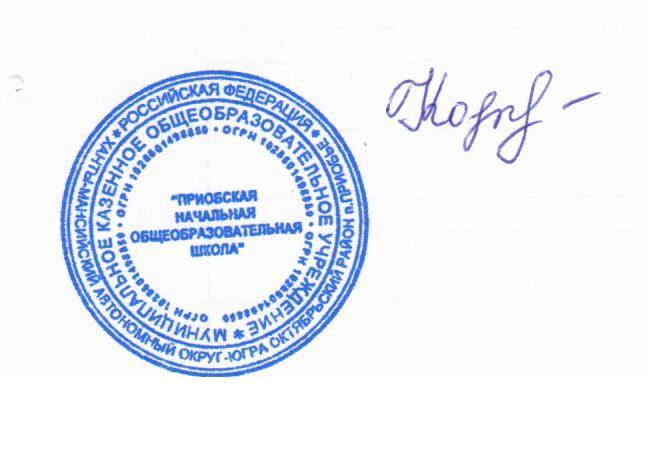 * РОССИЙСКАЯ ФЕДЕРАЦИЯ * ХАНТЫ-МАНСИЙСКИЙ АВТОНОМНЫЙ ОКРУГ-ЮГРА ОКТЯБРЬСКИЙ РАЙОН п.ПРИОБЬЕ
* МУНИЦИПАЛЬНОЕ КАЗЕННОЕ ОБЩЕОБРАЗОВАТЕЛЬНОЕ УЧРЕЖДЕНИЕ
"ПРИОБСКАЯ
НАЧАЛЬНАЯ
ОБЩЕОБРАЗОВАТЕЛЬНАЯ
ШКОЛА"